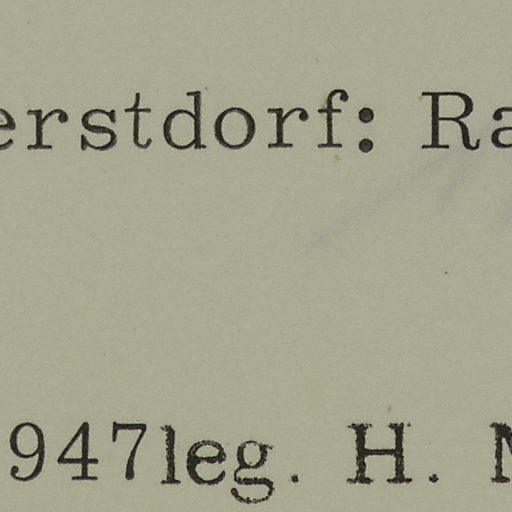 erstdorf: Ra
947leg. H.